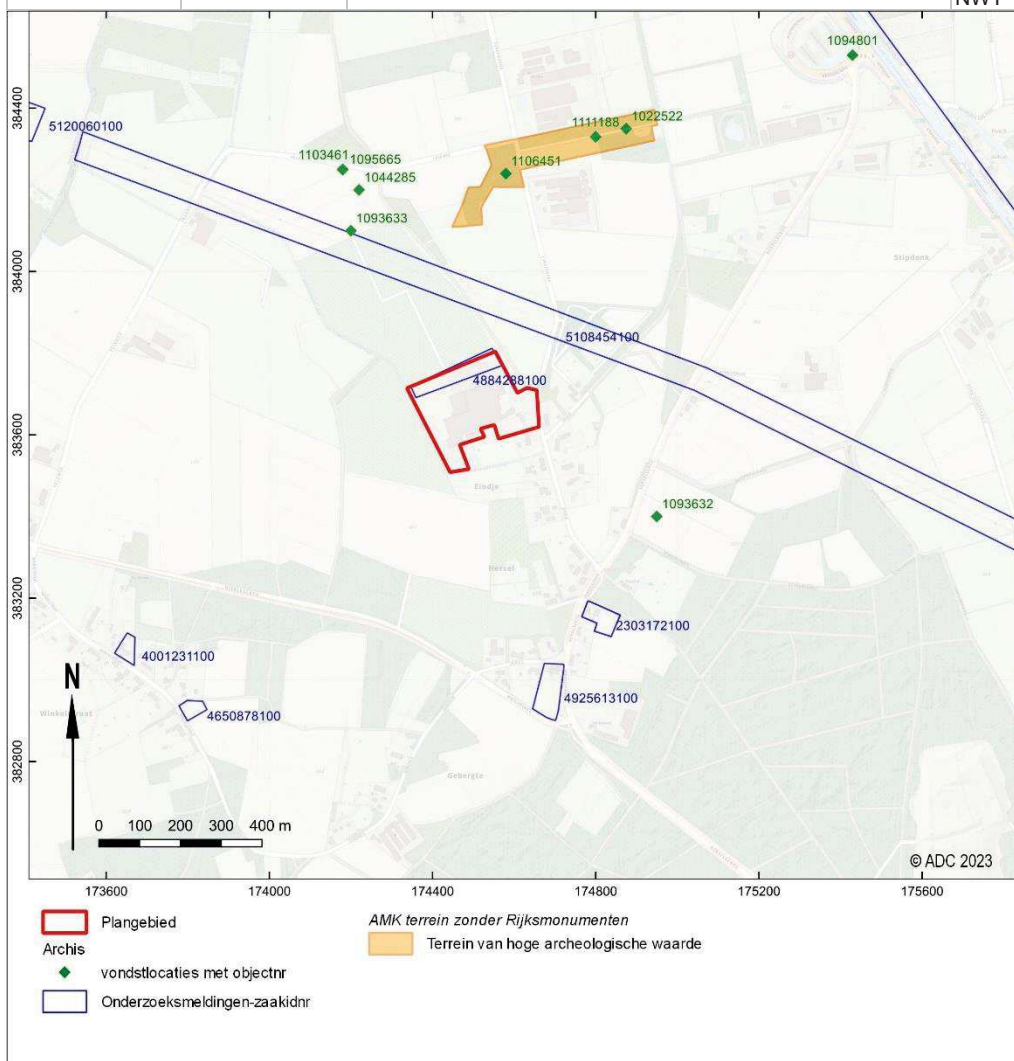 NWT
1094801
384400
5120060100
1111188 1022522
1103461 1095665
1044285
1106451
1093633
Stipdonk
384000
5108454100
4884288100
383600
Eindje
1093632
Hersel
383200
2303172100
4001231100
N
4925613100
4650878100
Winkelstraat
382800
Gebergte
0 100 200 300 400 m
© ADC 2023
173600 174000 174400 174800 175200 175600
Plangebied
AMK terrein zonder Rijksmonumenten
Terrein van hoge archeologische waarde
Archis
vondstlocaties met objectnr
Onderzoeksmeldingen-zaakidnr